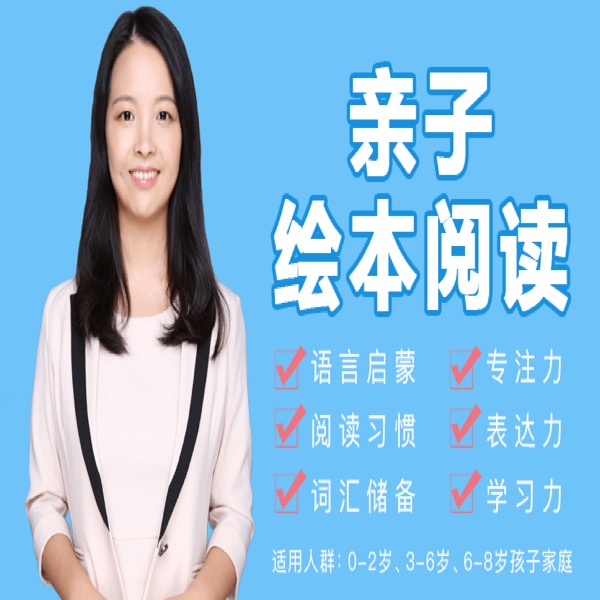 亲子
绘本阅读
语言启蒙 专注力
阅读习惯 表达力
词汇储备 学习力
适用人群:0-2岁、3-6岁、6-8岁孩子家庭